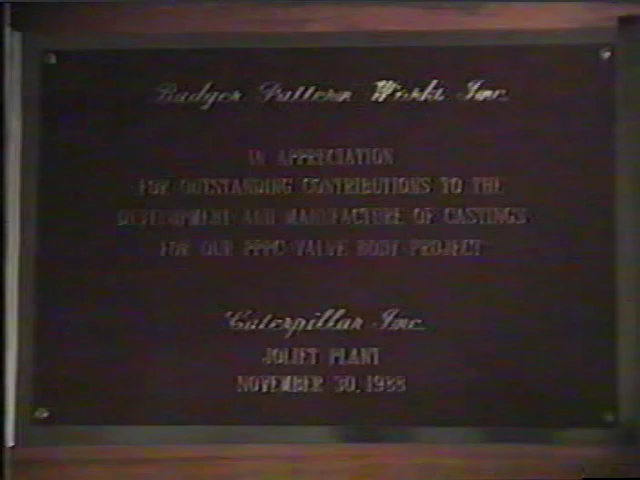 Badger Pattern Works Inc.
IN APPRECIATION
FOR OUTSTANDING CONTRIBUTIONS TO THE
DEVELOPMENT AND MANUFACTURE OF CASTINGS
FOR OUR PPPC VALVE BODY PROJECT
Caterpillar Inc.
JOLIET PLANT
NOVEMBER 30, 1988